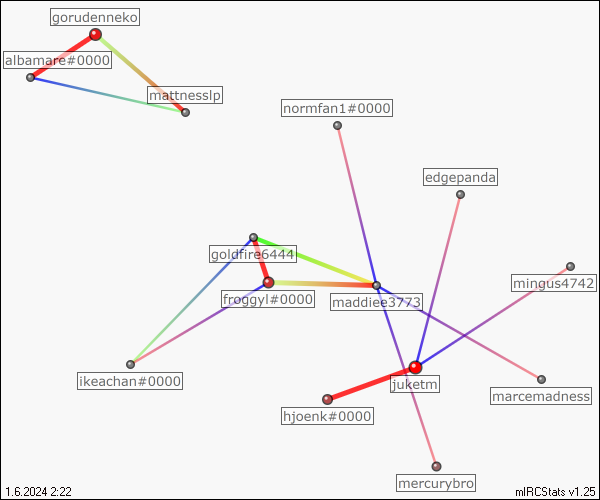 gorudenneko
albamare#0000
mattnesslp
normfan1#0000
edgepanda
goldfire6444
mingus4742
froggyl#0000
maddiee3773
ikeachan#0000
juketm
marcemadness
hjoenk#0000
mercurybro
1.6.2024 2:22
mIRCStats v1.25